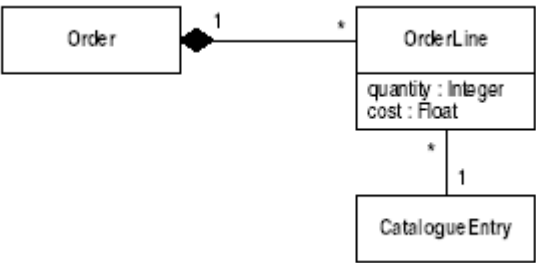 Order
1
*
OrderLine
quantity : Integer
cost : Float
*
1
CatalogueEntry